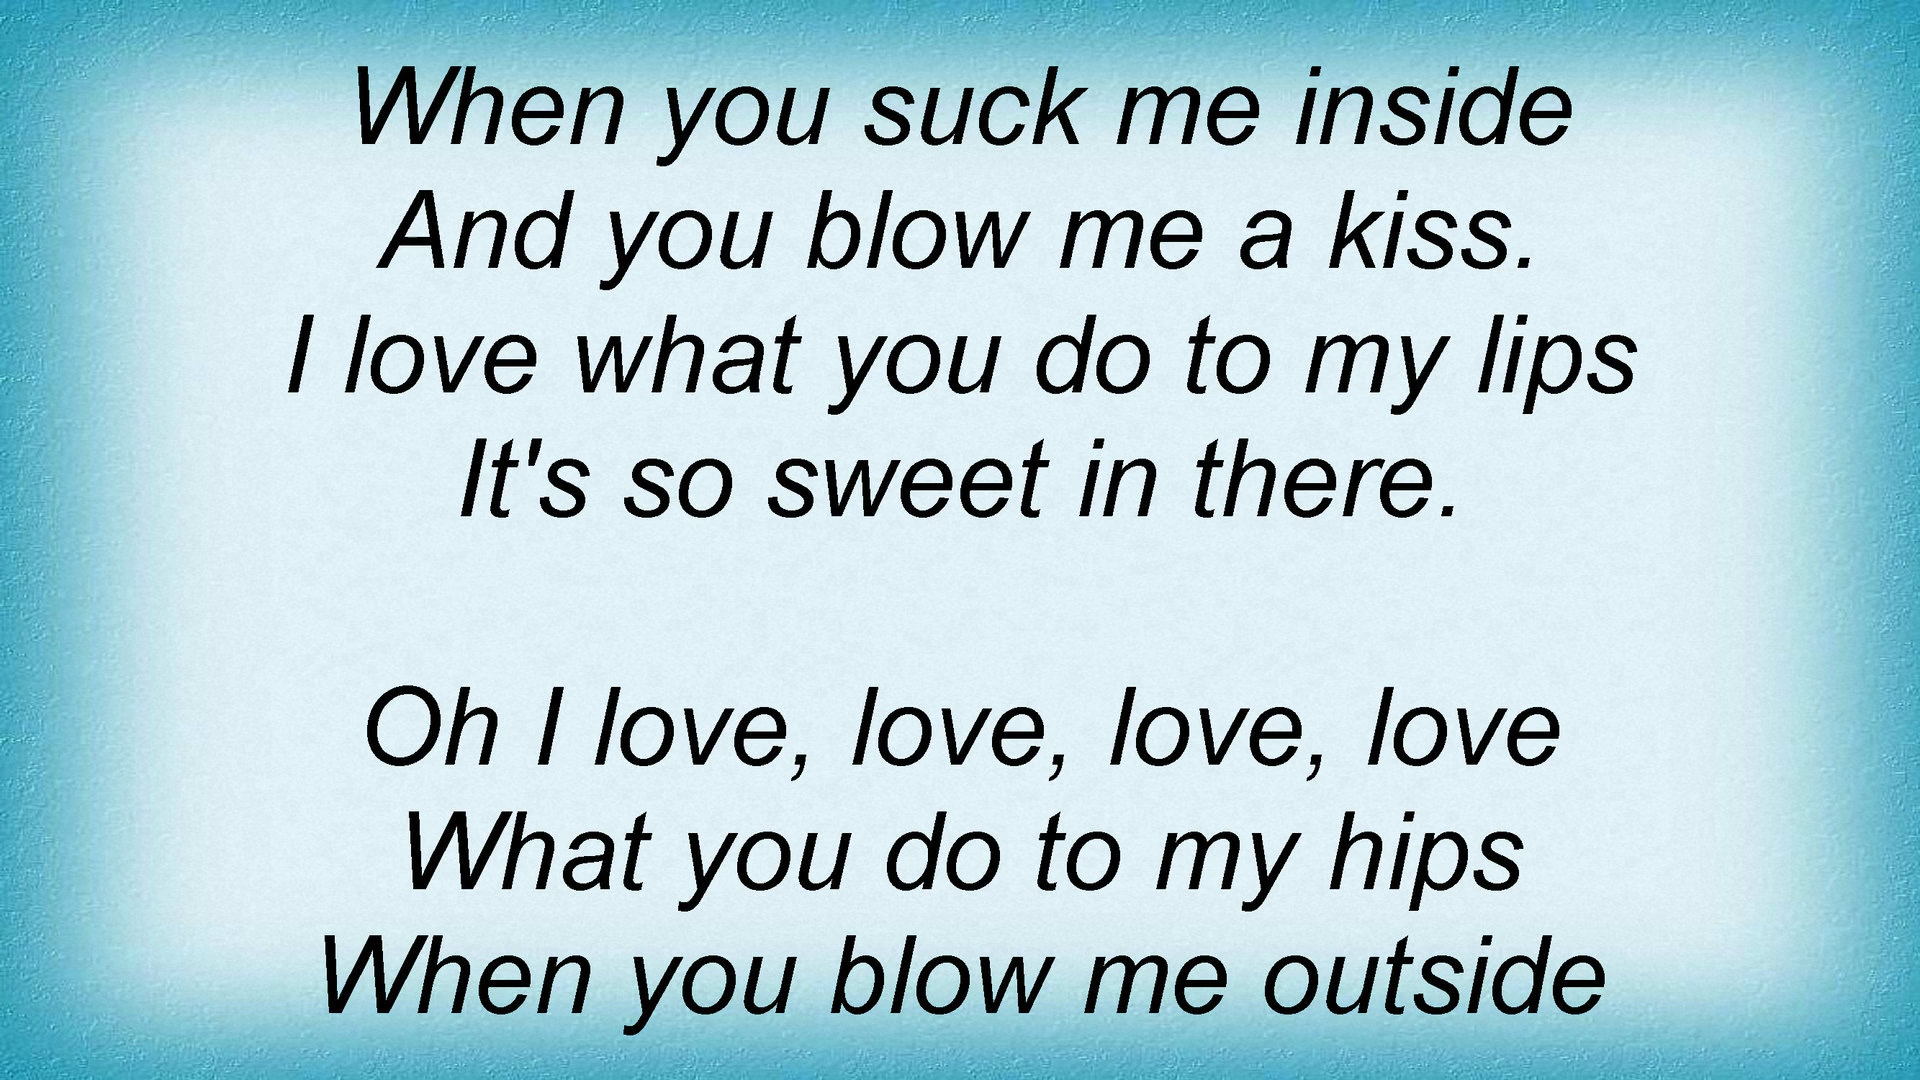 When you suck me inside
And you blow me a kiss.
I love what you do to my lips
It's so sweet in there.
Oh I love, love, love, love
What you do to my hips
When you blow me outside